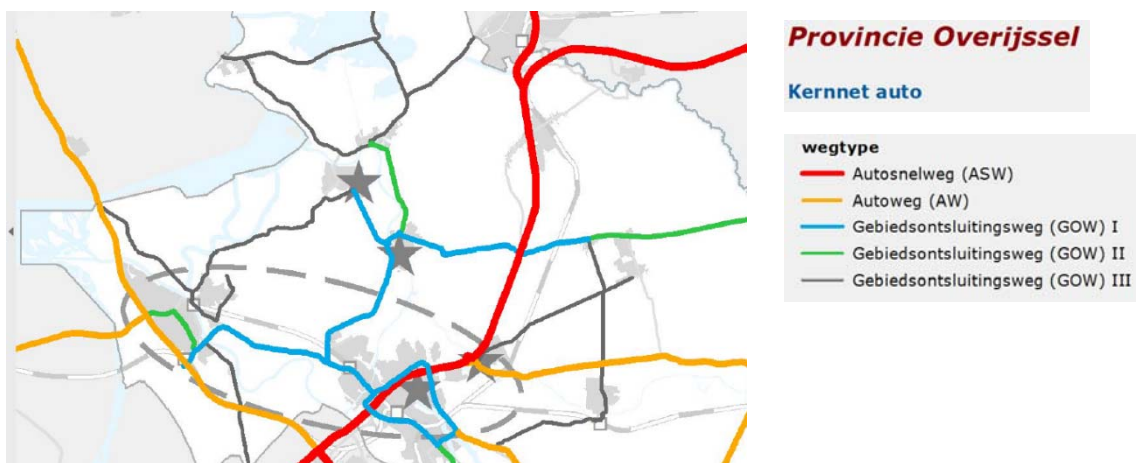 Provincie Overijssel
Kernnet auto
wegtype
Autosnelweg (ASW)
Autoweg (AW)
Gebiedsontsluitingsweg (GOW) I
Gebiedsontsluitingsweg (GOW) II
Gebiedsontsluitingsweg (GOW) III